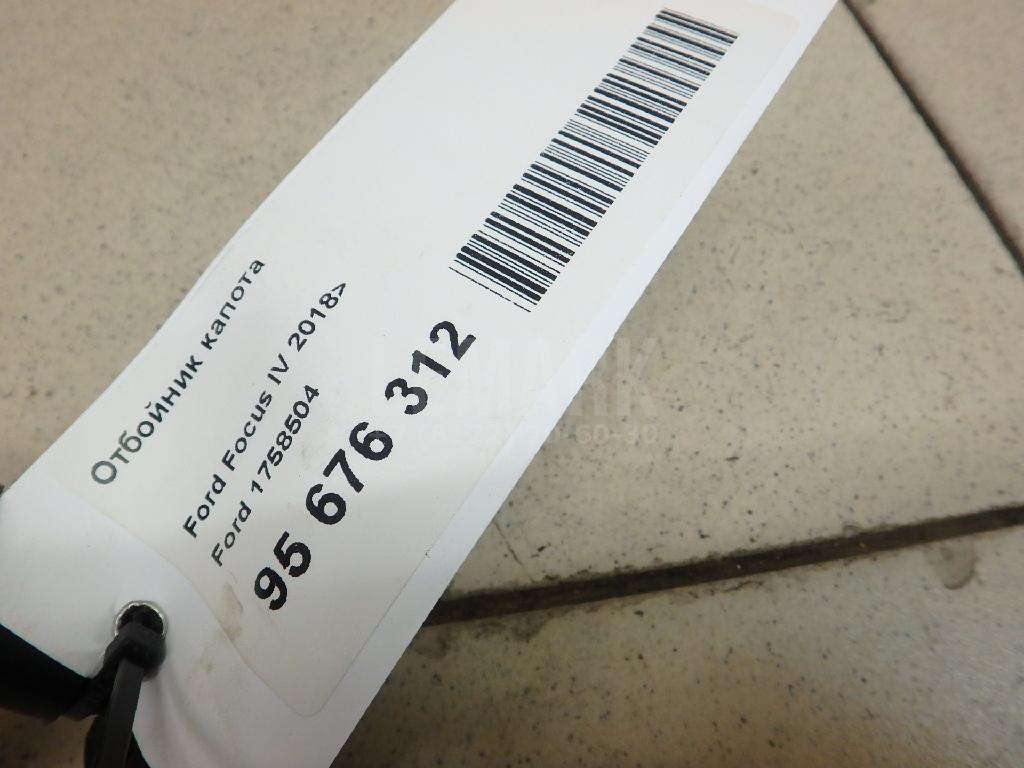 Отбойник капота
Ford Focus IV 2018>
Ford 1758504
95 676 312